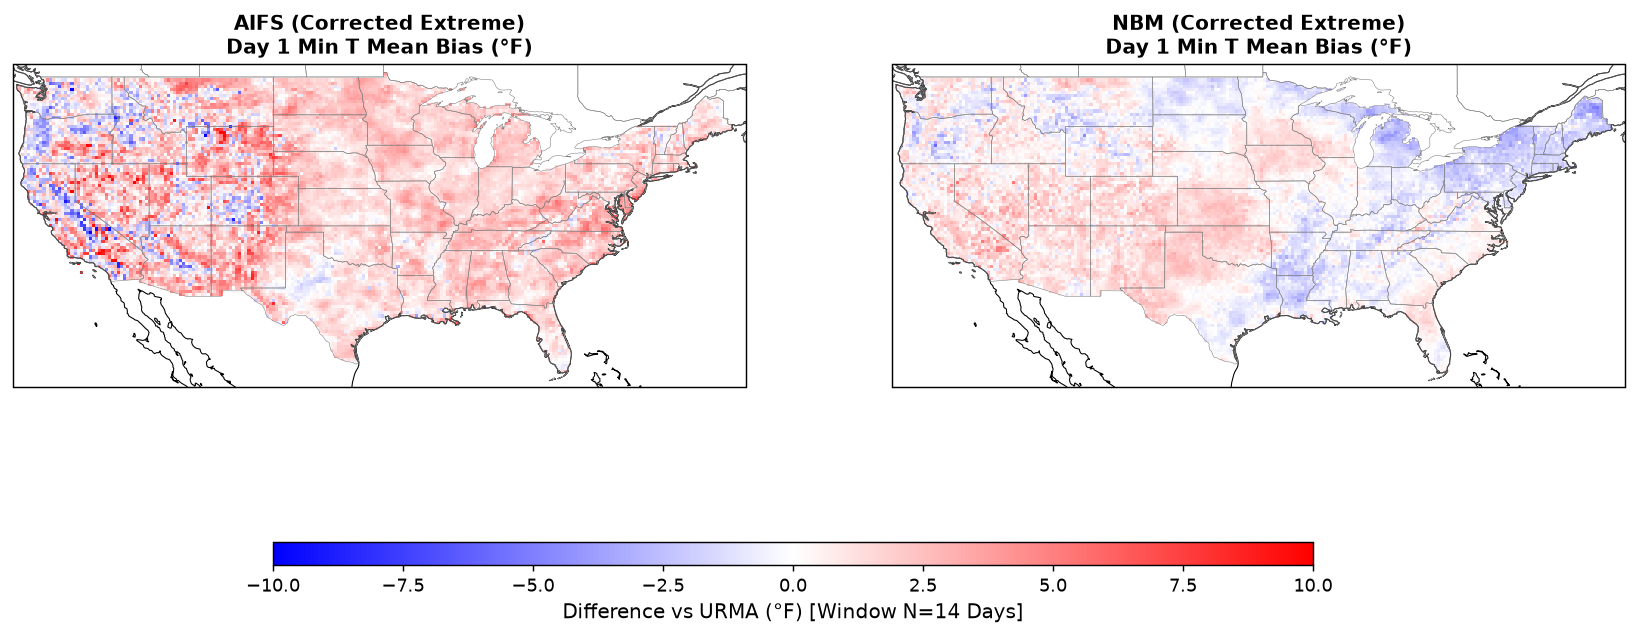 AIFS (Corrected Extreme)
Day 1 Min T Mean Bias (°F)
NBM (Corrected Extreme)
Day 1 Min T Mean Bias (°F)
−10.0 −7.5 −5.0 −2.5 0.0 2.5 5.0 7.5 10.0
Difference vs URMA (°F) [Window N=14 Days]